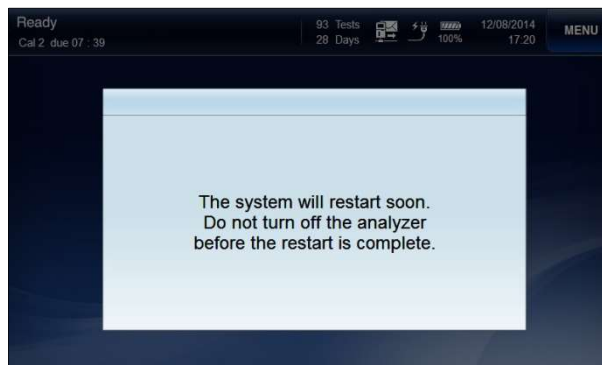 Ready
Cal 2 due 07 : 39
93 Tests
28 Days
100%
12/08/2014
17:20
MENU
The system will restart soon.
Do not turn off the analyzer
before the restart is complete.